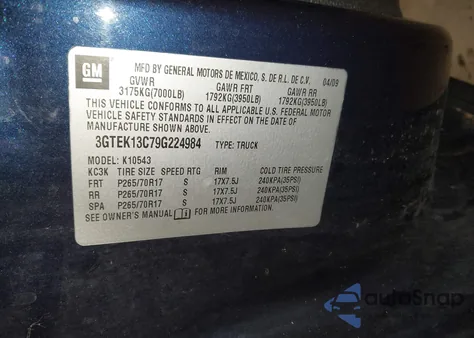 GM
MFD BY GENERAL MOTORS DE MEXICO, S. DE R.L. DE C.V. 04/09
GVWR GAWR FRT GAWR RR
3175KG(7000LB) 1792KG(3950LB) 1792KG(3950LB)
THIS VEHICLE CONFORMS TO ALL APPLICABLE U.S. FEDERAL MOTOR
VEHICLE SAFETY STANDARDS IN EFFECT ON THE DATE OF
MANUFACTURE SHOWN ABOVE.
3GTEK13C79G224984 TYPE: TRUCK
MODEL: K10543
KC3K TIRE SIZE SPEED RTG RIM COLD TIRE PRESSURE
FRT P265/70R17 S 17X7.5J 240KPA(35PSI)
RR P265/70R17 S 17X7.5J 240KPA(35PSI)
SPA P265/70R17 S 17X7.5J 240KPA(35PSI)
SEE OWNER'S MANUAL FOR MORE INFORMATION.
autoSnap